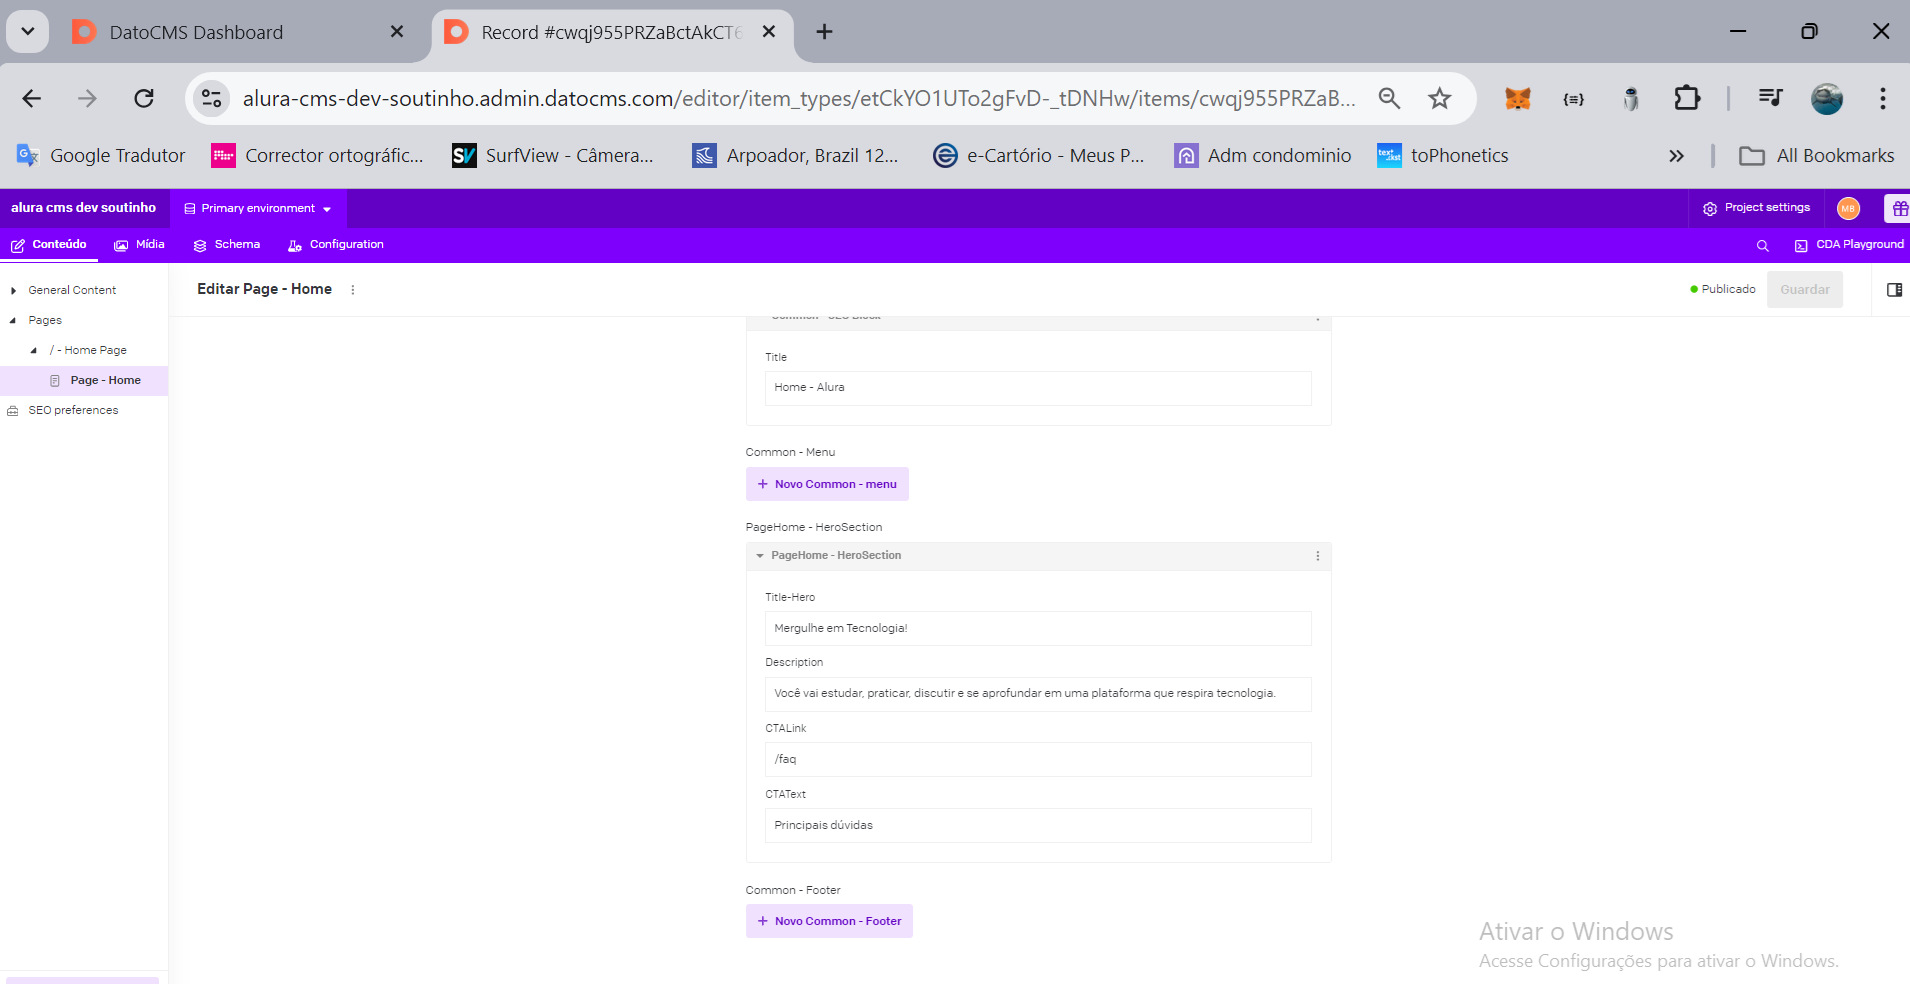 DatoCMS Dashboard
Record #cwqj955PRZaBctAkCT6
alura-cms-dev-soutinho.admin.datocms.com/editor/item_types/etCkYO1UTo2gFvD-_tDNHw/items/cwqj955PRZaB...
Google Tradutor
Corrector ortográfic...
SurfView - Câmera...
Arpoador, Brazil 12...
e-Cartório - Meus P...
Adm condominio
toPhonetics
All Bookmarks
alura cms dev soutinho
Primary environment
Project settings
MB
Conteúdo
Mídia
Schema
Configuration
CDA Playground
General Content
Pages
/ - Home Page
Page - Home
SEO preferences
Editar Page - Home
Publicado
Guardar
Common - SEO Block
Title
Home - Alura
Common - Menu
+ Novo Common - menu
PageHome - HeroSection
PageHome - HeroSection
Title-Hero
Mergulhe em Tecnologia!
Description
Você vai estudar, praticar, discutir e se aprofundar em uma plataforma que respira tecnologia.
CTALink
/faq
CTAText
Principais dúvidas
Common - Footer
+ Novo Common - Footer
Ativar o Windows
Acesse Configurações para ativar o Windows.